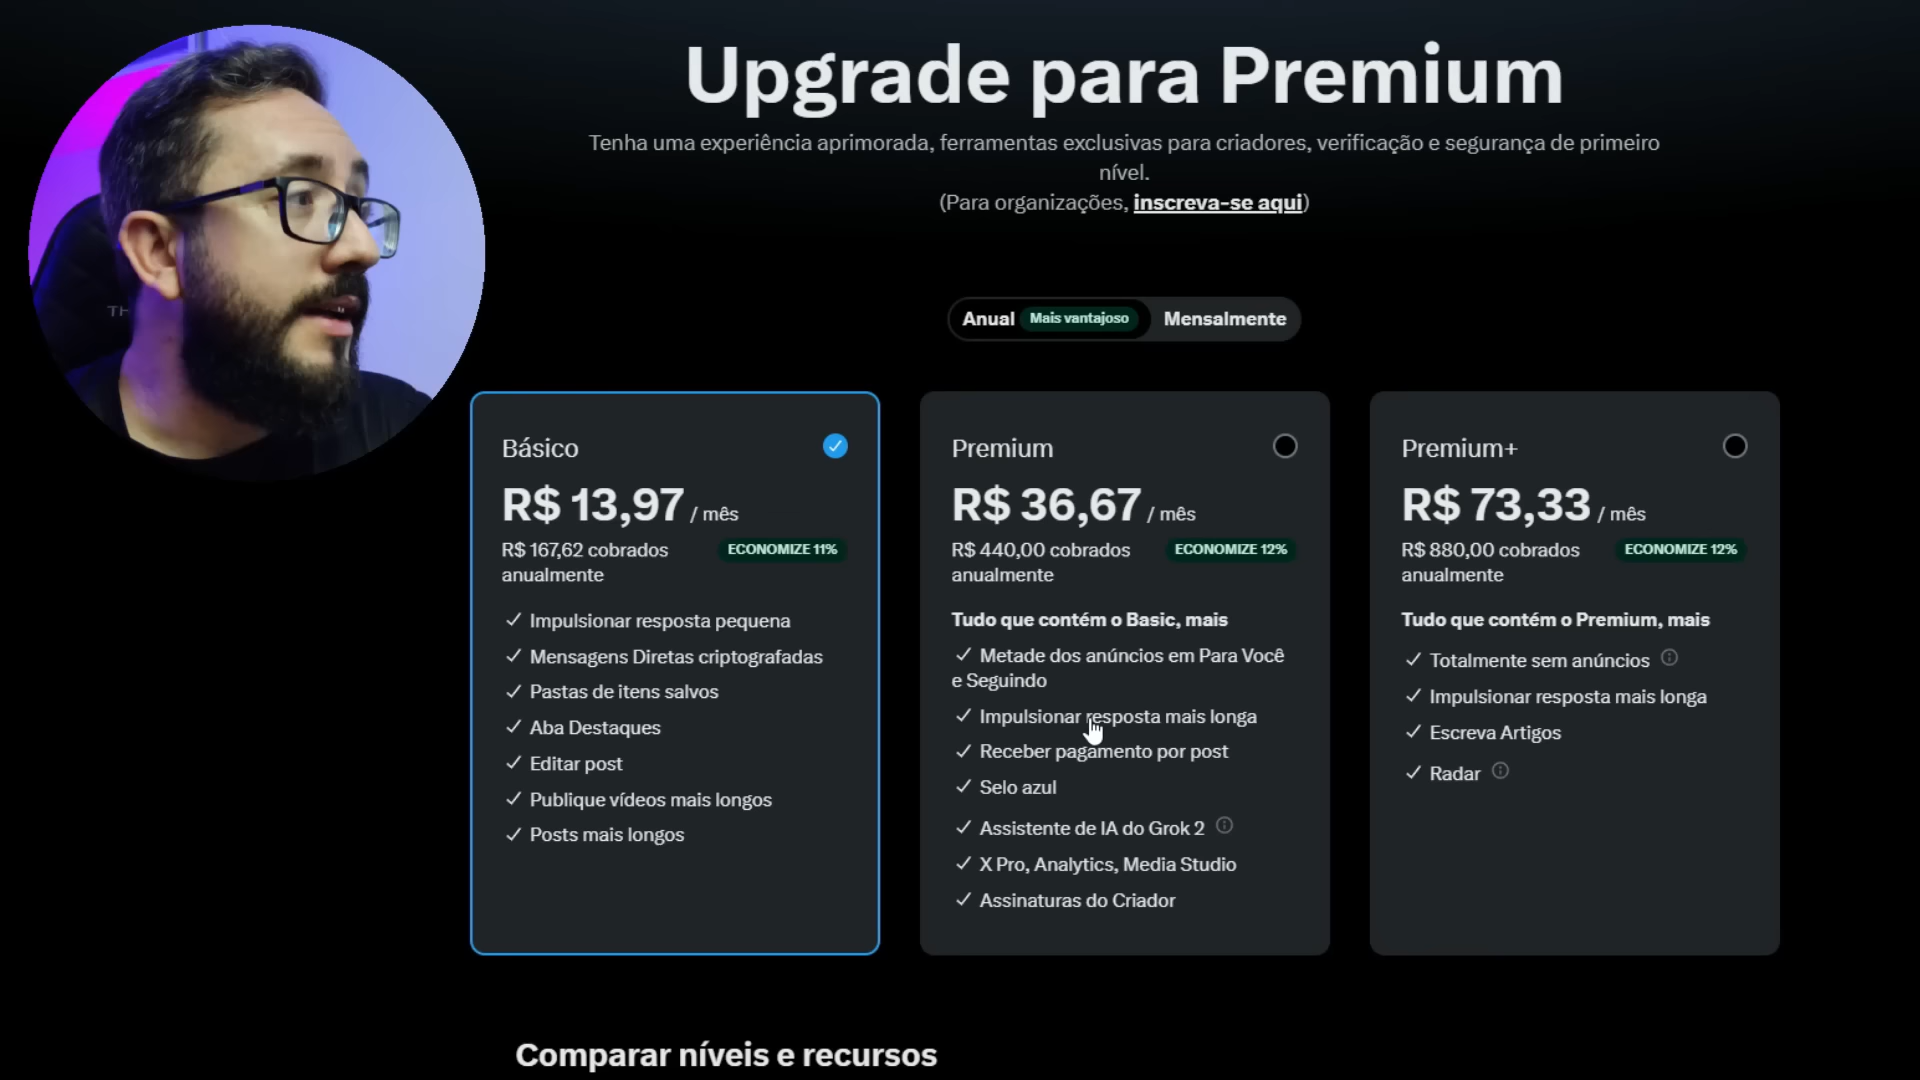 Upgrade para Premium
Tenha uma experiência aprimorada, ferramentas exclusivas para criadores, verificação e segurança de primeiro
nível.
(Para organizações, inscreva-se aqui)
Anual Mais vantajoso Mensalmente
Básico
R$ 13,97 / mês
R$ 167,62 cobrados
anualmente
ECONOMIZE 11%
Impulsionar resposta pequena
Mensagens Diretas criptografadas
Pastas de itens salvos
Aba Destaques
Editar post
Publique vídeos mais longos
Posts mais longos
Premium
R$ 36,67 / mês
R$ 440,00 cobrados
anualmente
ECONOMIZE 12%
Tudo que contém o Basic, mais
Metade dos anúncios em Para Você
e Seguindo
Impulsionar resposta mais longa
Receber pagamento por post
Selo azul
Assistente de IA do Grok 2
X Pro, Analytics, Media Studio
Assinaturas do Criador
Premium+
R$ 73,33 / mês
R$ 880,00 cobrados
anualmente
ECONOMIZE 12%
Tudo que contém o Premium, mais
Totalmente sem anúncios
Impulsionar resposta mais longa
Escreva Artigos
Radar
Comparar níveis e recursos